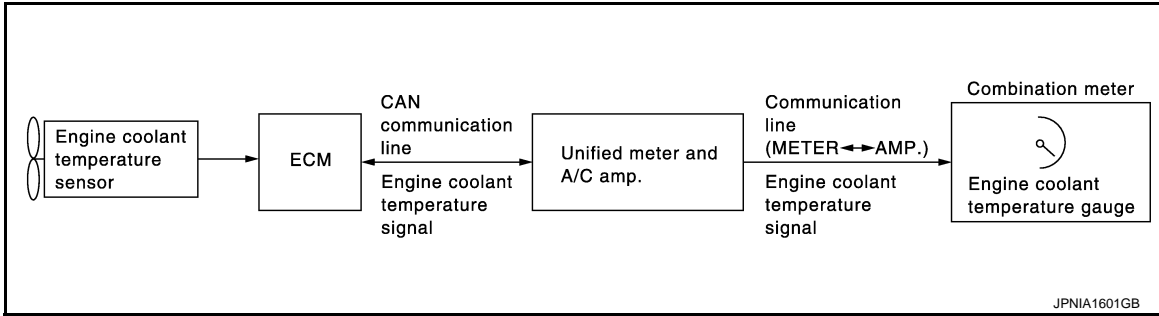 Engine coolant
temperature
sensor
ECM
CAN
communication
line
Engine coolant
temperature
signal
Unified meter and
A/C amp.
Communication
line
(METER◄─►AMP.)
Engine coolant
temperature
signal
Combination meter
Engine coolant
temperature gauge
JPNIA1601GB